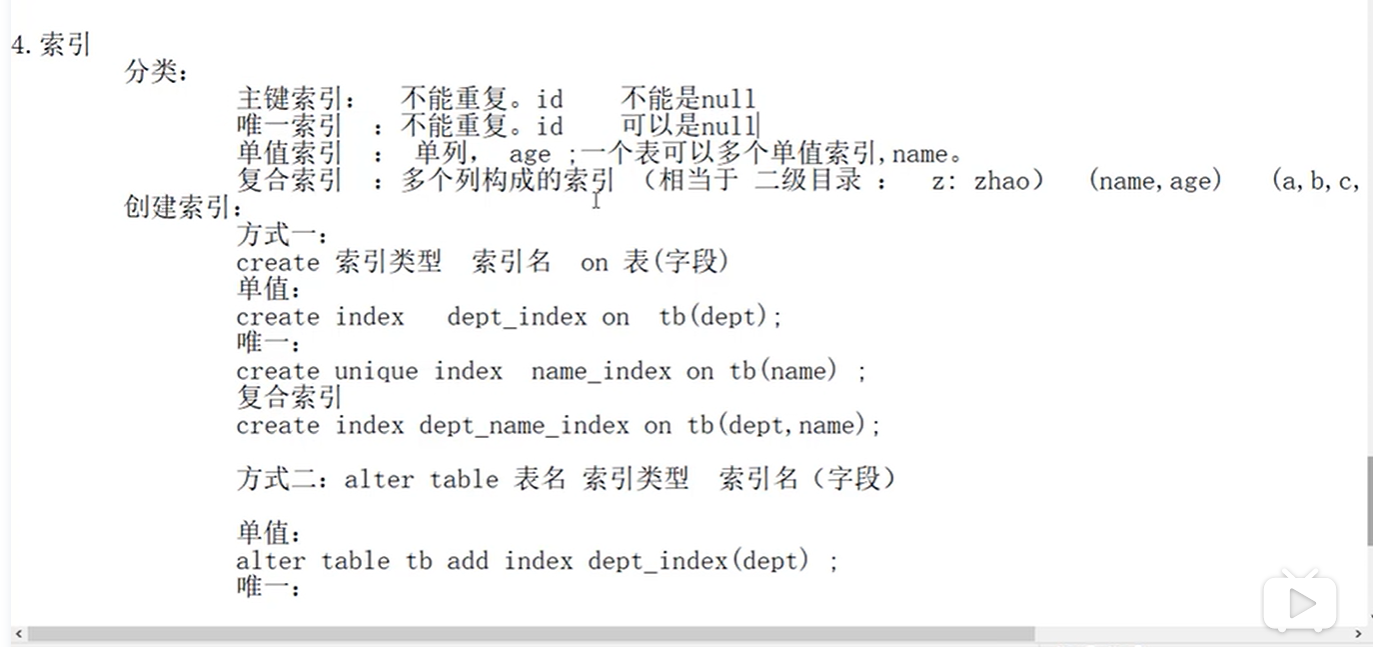 4.索引
分类：
主键索引： 不能重复。id 不能是null
唯一索引 ：不能重复。id 可以是null
单值索引 ： 单列， age ;一个表可以多个单值索引,name。
复合索引 ：多个列构成的索引 （相当于 二级目录 ： z: zhao） (name,age) (a,b,c,
创建索引：
方式一：
create 索引类型 索引名 on 表(字段)
单值：
create index dept_index on tb(dept);
唯一：
create unique index name_index on tb(name) ;
复合索引
create index dept_name_index on tb(dept,name);
方式二：alter table 表名 索引类型 索引名（字段）
单值：
alter table tb add index dept_index(dept) ;
唯一：